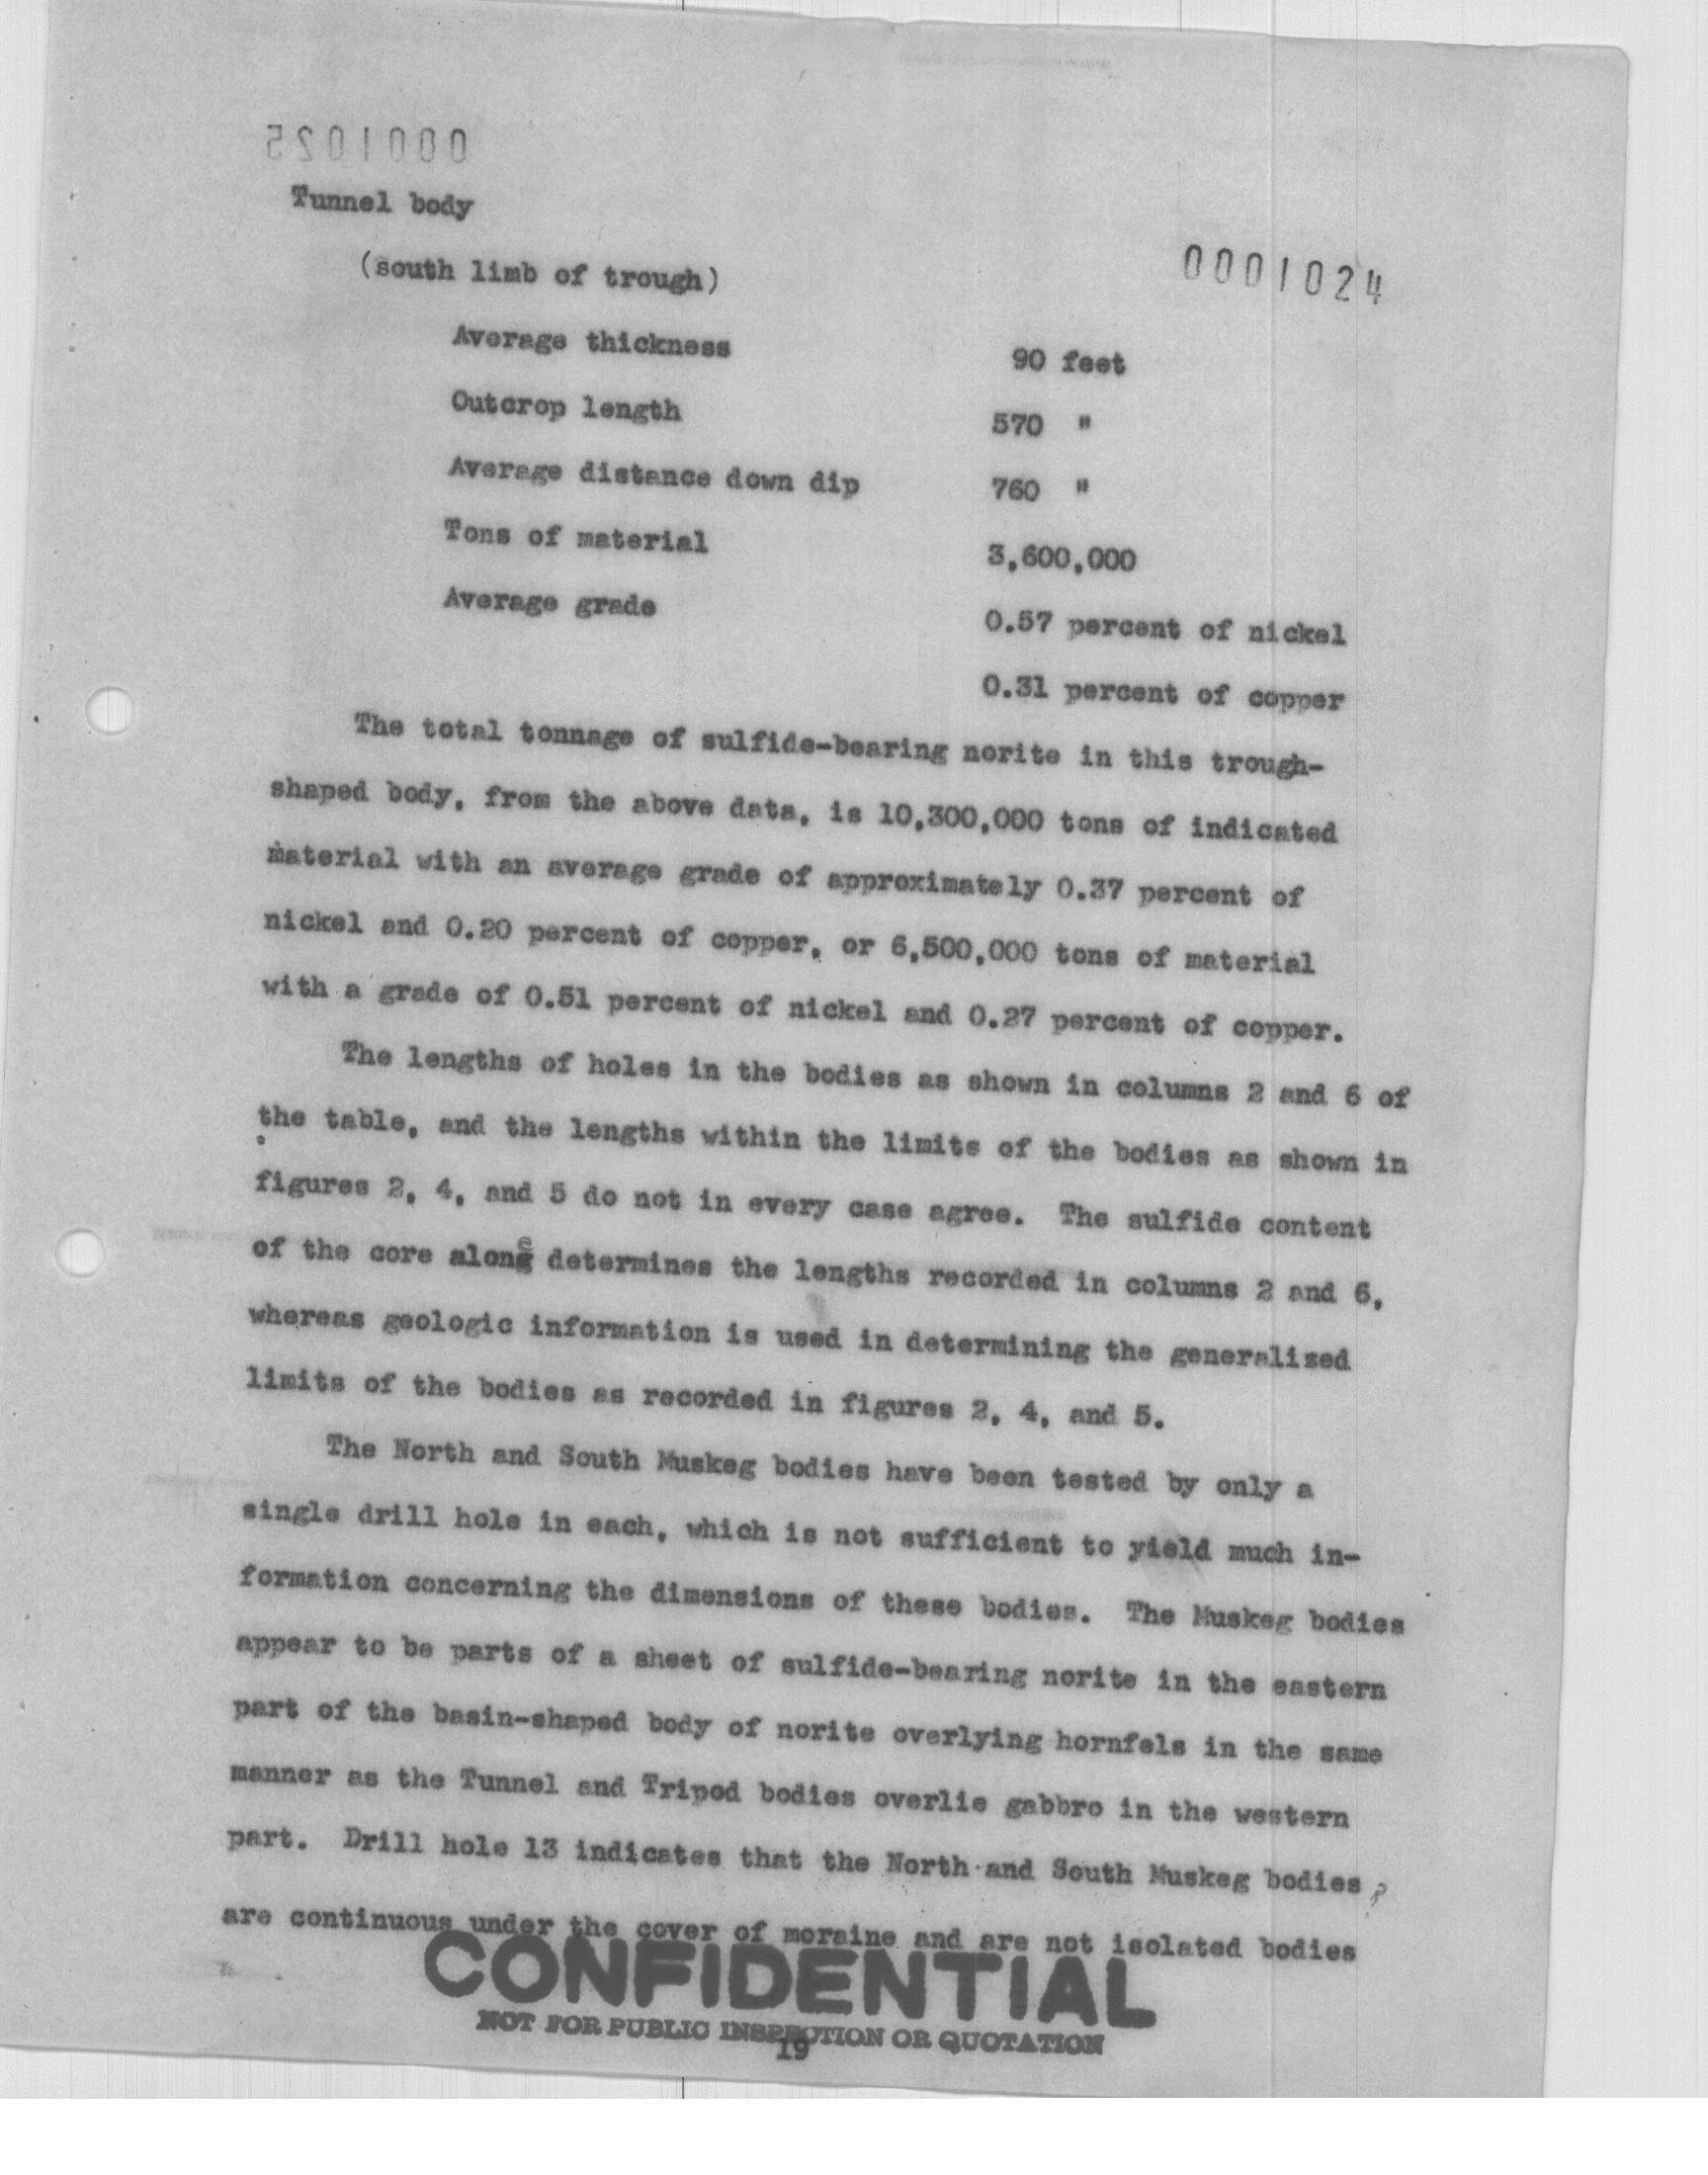 0001025
Tunnel body
(south limb of trough)
0001024
Average thickness 90 feet
Outcrop length 570 "
Average distance down dip 760 "
Tons of material 3,600,000
Average grade 0.57 percent of nickel
0.31 percent of copper
The total tonnage of sulfide-bearing norite in this trough-
shaped body, from the above data, is 10,300,000 tons of indicated
material with an average grade of approximately 0.37 percent of
nickel and 0.20 percent of copper, or 6,500,000 tons of material
with a grade of 0.51 percent of nickel and 0.27 percent of copper.
The lengths of holes in the bodies as shown in columns 2 and 6 of
the table, and the lengths within the limits of the bodies as shown in
figures 2, 4, and 5 do not in every case agree. The sulfide content
of the core alone determines the lengths recorded in columns 2 and 6,
whereas geologic information is used in determining the generalized
limits of the bodies as recorded in figures 2, 4, and 5.
The North and South Muskeg bodies have been tested by only a
single drill hole in each, which is not sufficient to yield much in-
formation concerning the dimensions of these bodies. The Muskeg bodies
appear to be parts of a sheet of sulfide-bearing norite in the eastern
part of the basin-shaped body of norite overlying hornfels in the same
manner as the Tunnel and Tripod bodies overlie gabbro in the western
part. Drill hole 13 indicates that the North and South Muskeg bodies ?
are continuous under the cover of moraine and are not isolated bodies
CONFIDENTIAL
NOT FOR PUBLIC INSPECTION OR QUOTATION
19